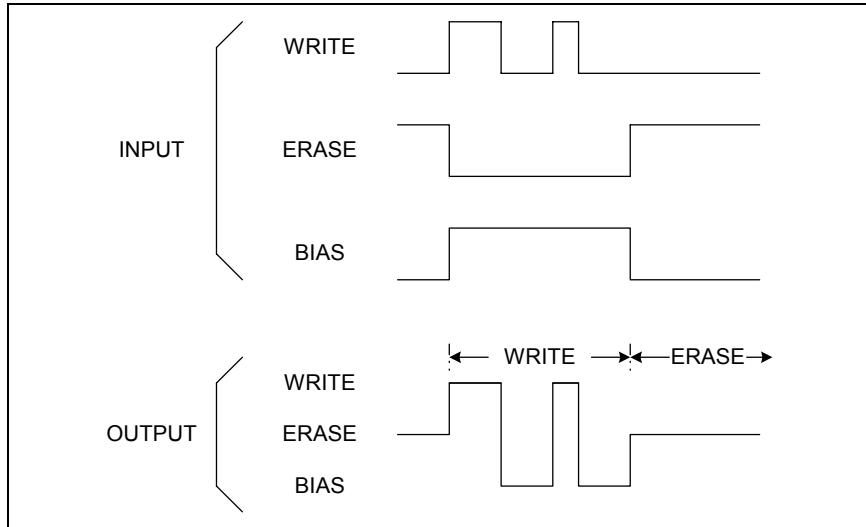 WRITE
INPUT
ERASE
BIAS
WRITE
ERASE
WRITE
OUTPUT
ERASE
BIAS